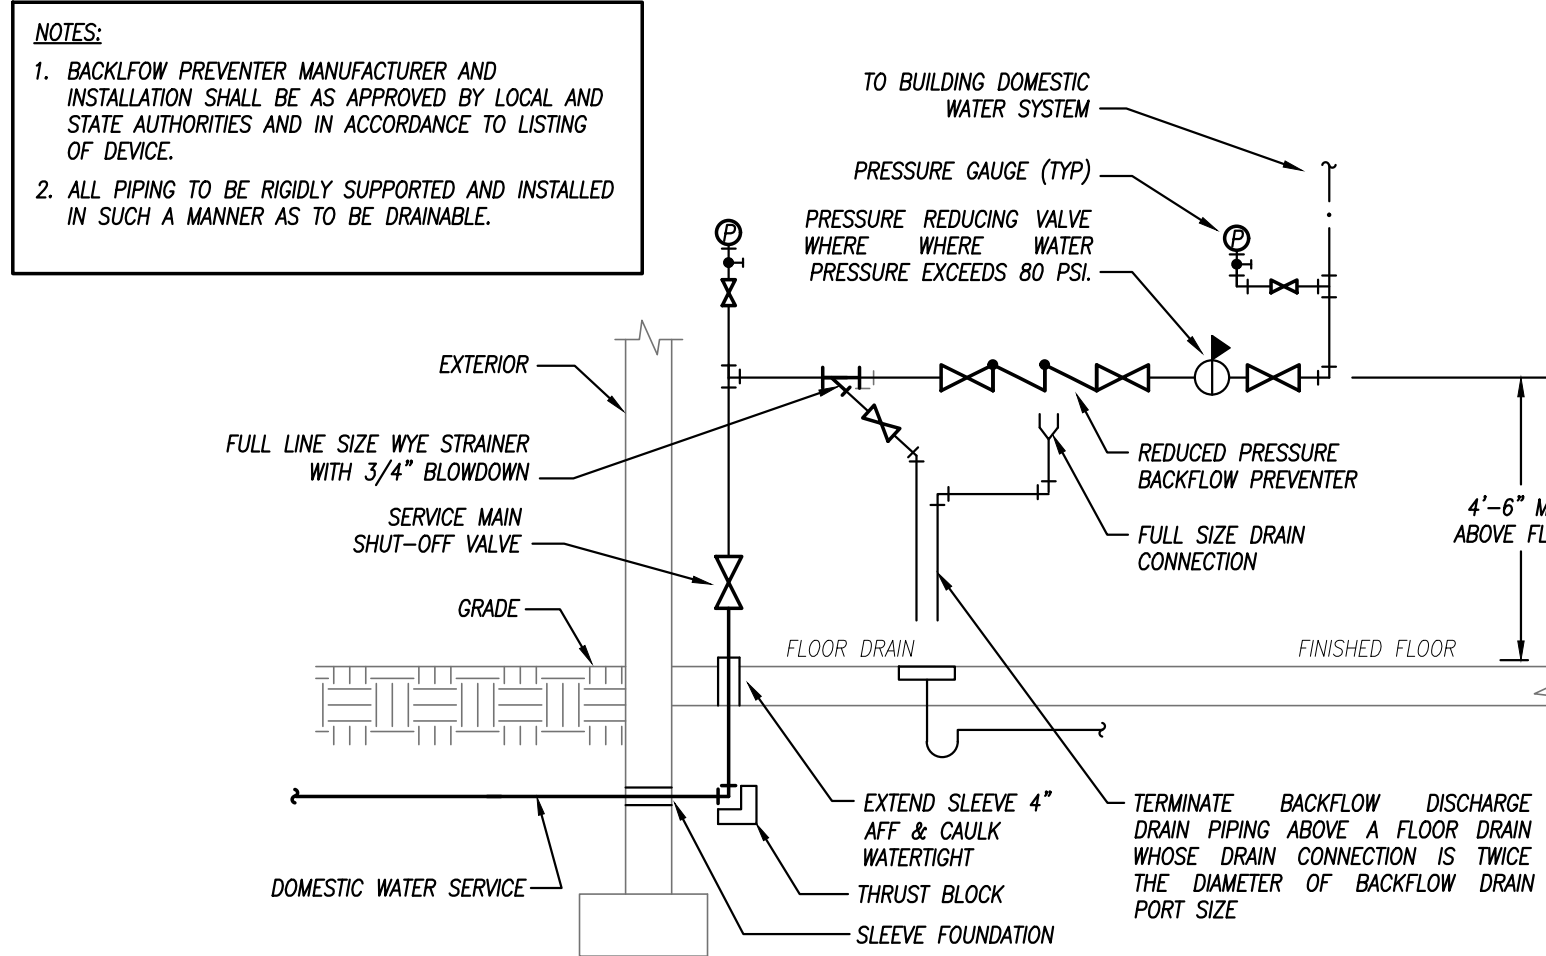 NOTES:
1. BACKLFOW PREVENTER MANUFACTURER AND
INSTALLATION SHALL BE AS APPROVED BY LOCAL AND
STATE AUTHORITIES AND IN ACCORDANCE TO LISTING
OF DEVICE.
2. ALL PIPING TO BE RIGIDLY SUPPORTED AND INSTALLED
IN SUCH A MANNER AS TO BE DRAINABLE.
TO BUILDING DOMESTIC
WATER SYSTEM
PRESSURE GAUGE (TYP)
PRESSURE REDUCING VALVE
WHERE WHERE WATER
PRESSURE EXCEEDS 80 PSI.
P
P
EXTERIOR
FULL LINE SIZE WYE STRAINER
WITH 3/4" BLOWDOWN
SERVICE MAIN
SHUT-OFF VALVE
GRADE
REDUCED PRESSURE
BACKFLOW PREVENTER
FULL SIZE DRAIN
CONNECTION
4'-6" M
ABOVE FL
FLOOR DRAIN
FINISHED FLOOR
EXTEND SLEEVE 4"
AFF & CAULK
WATERTIGHT
THRUST BLOCK
SLEEVE FOUNDATION
DOMESTIC WATER SERVICE
TERMINATE BACKFLOW DISCHARGE
DRAIN PIPING ABOVE A FLOOR DRAIN
WHOSE DRAIN CONNECTION IS TWICE
THE DIAMETER OF BACKFLOW DRAIN
PORT SIZE